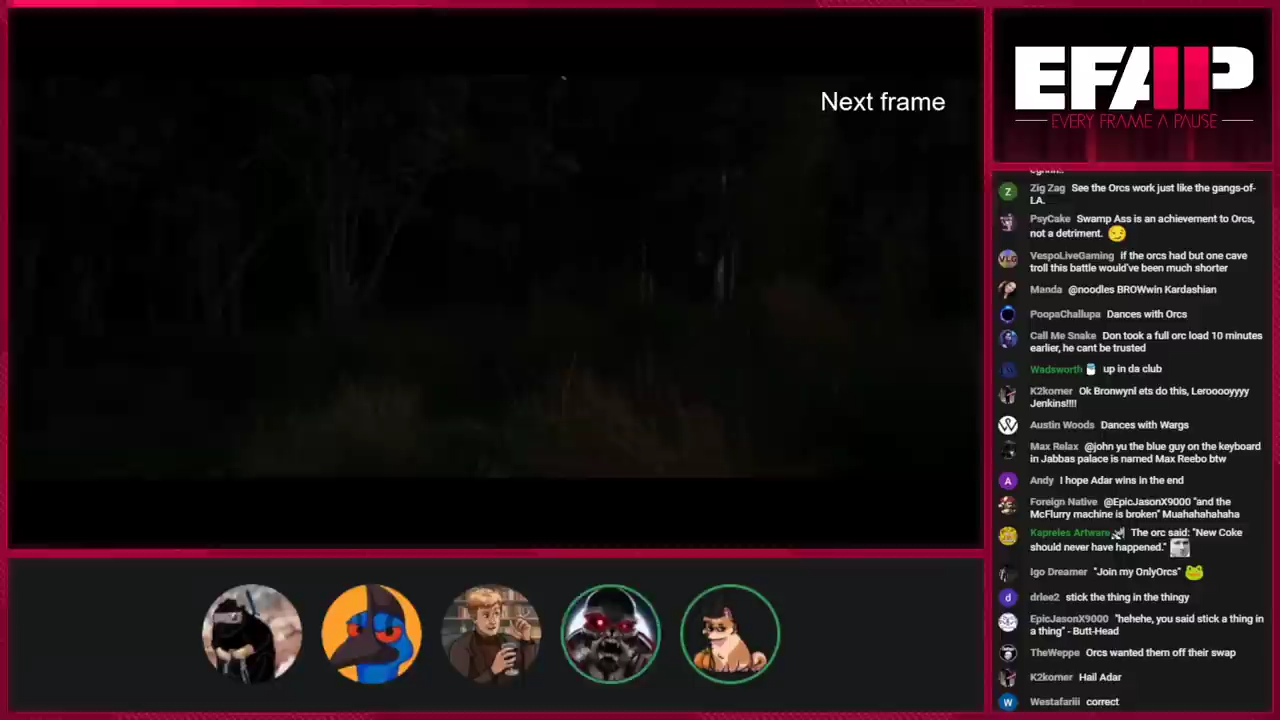 Next frame
EFAP
EVERY FRAME A PAUSE
Zig Zag See the Orcs work just like the gangs-of-
LA.
PsyCake Swamp Ass is an achievement to Orcs,
not a detriment.
VespoLiveGaming if the orcs had but one cave
troll this battle would've been much shorter
Manda @noodles BROWwin Kardashian
PoopaChallupa Dances with Orcs
Call Me Snake Don took a full orc load 10 minutes
earlier, he cant be trusted
Wadsworth up in da club
K2korner Ok Bronwynl ets do this, Lerooooyyyy
Jenkins!!!!
Austin Woods Dances with Wargs
Max Relax @john yu the blue guy on the keyboard
in Jabbas palace is named Max Reebo btw
Andy I hope Adar wins in the end
Foreign Native @EpicJasonX9000 "and the
McFlurry machine is broken" Muahahahahaha
Kapreles Artware The orc said: "New Coke
should never have happened."
Igo Dreamer "Join my OnlyOrcs"
drlee2 stick the thing in the thingy
EpicJasonX9000 "hehehe, you said stick a thing in
a thing" - Butt-Head
TheWeppe Orcs wanted them off their swap
K2korner Hail Adar
Westafariii correct